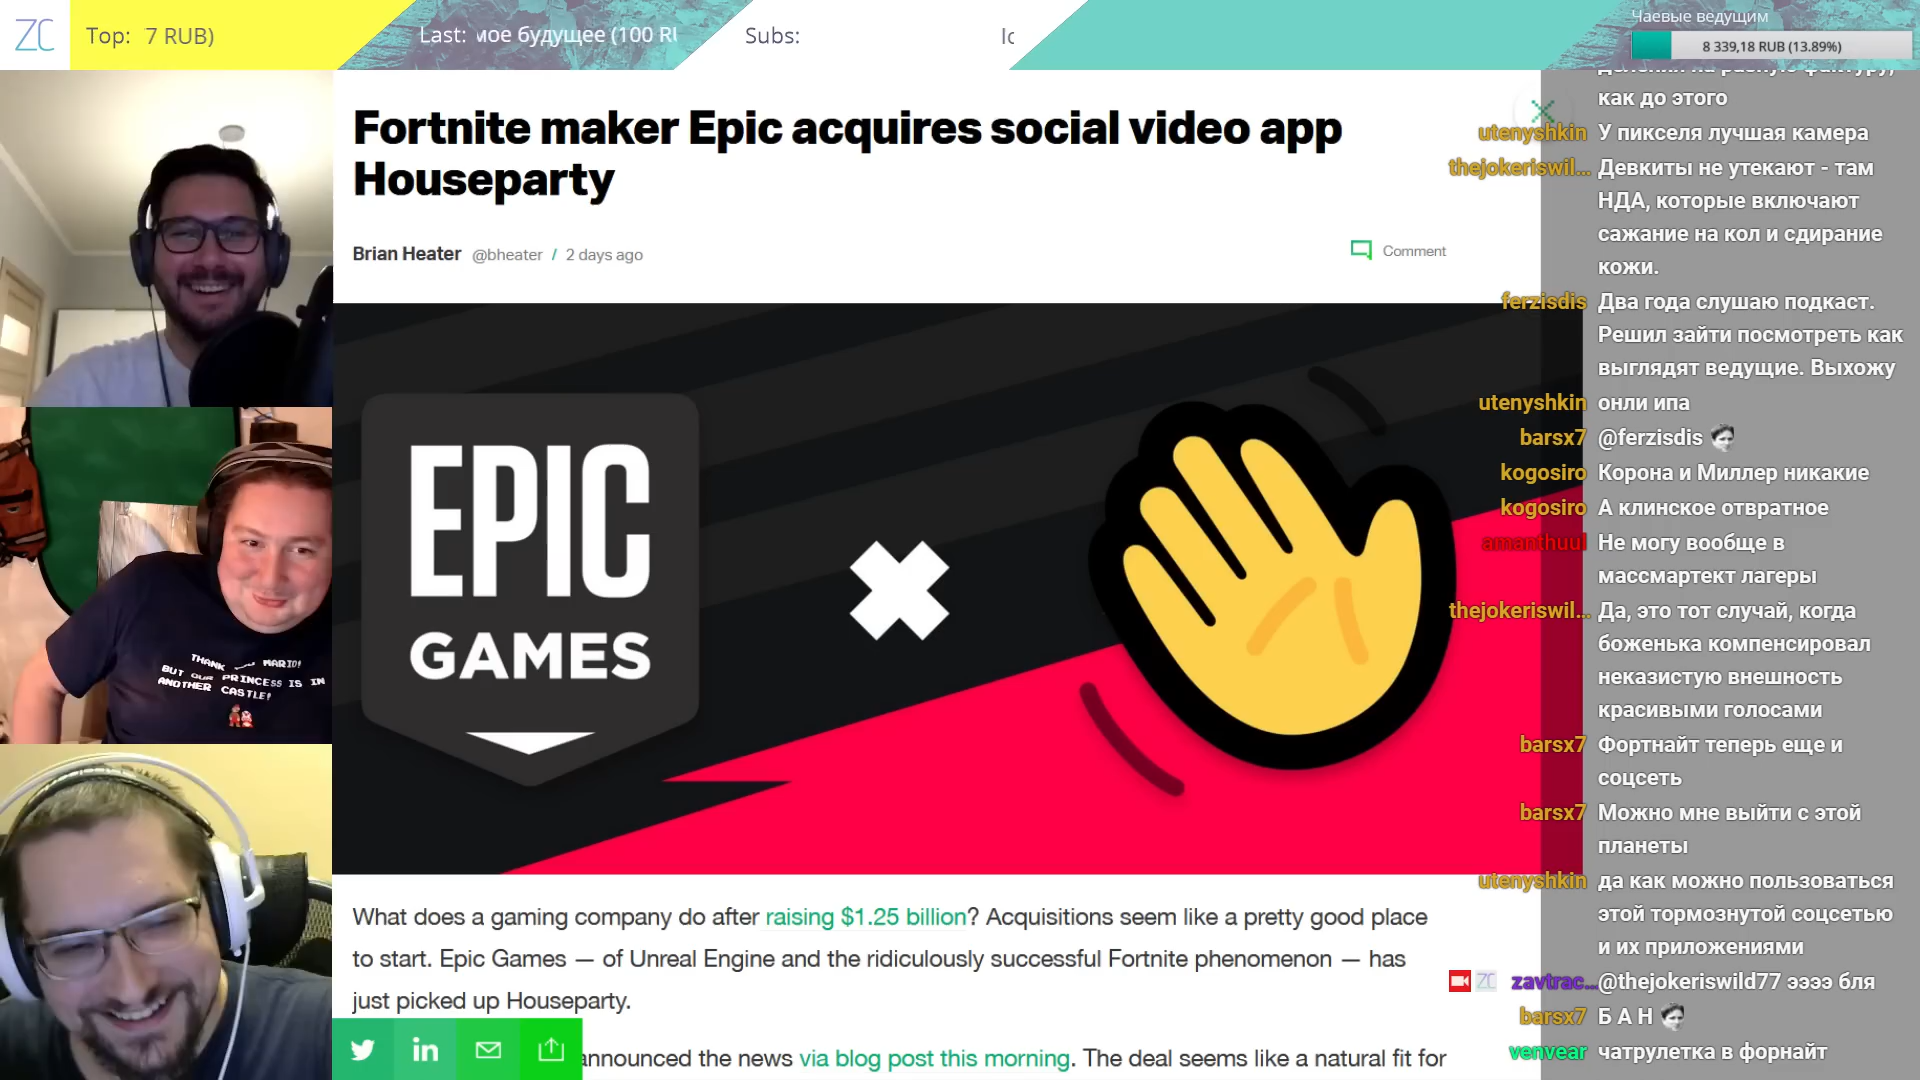 ZC
Top: 7 RUB)
Last: мое будущее (100 RU
Subs:
Чаевые ведущим
8 339,18 RUB (13.89%)
Fortnite maker Epic acquires social video app
Houseparty
Brian Heater @bheater / 2 days ago
Comment
EPIC
GAMES
THANK YOU MARIO!
BUT OUR PRINCESS IS IN
ANOTHER CASTLE!
What does a gaming company do after raising $1.25 billion? Acquisitions seem like a pretty good place
to start. Epic Games — of Unreal Engine and the ridiculously successful Fortnite phenomenon — has
just picked up Houseparty.
in
announced the news via blog post this morning. The deal seems like a natural fit for
как до этого
utenyshkin У пикселя лучшая камера
thejokeriswil... Девкиты не утекают - там
НДА, которые включают
сажание на кол и сдирание
кожи.
ferzisdis Два года слушаю подкаст.
Решил зайти посмотреть как
выглядят ведущие. Выхожу
utenyshkin онли ипа
barsx7 @ferzisdis
kogosiro Корона и Миллер никакие
kogosiro А клинское отвратное
amanthuul Не могу вообще в
массмартект лагеры
thejokeriswil... Да, это тот случай, когда
боженька компенсировал
неказистую внешность
красивыми голосами
barsx7 Фортнайт теперь еще и
соцсеть
barsx7 Можно мне выйти с этой
планеты
utenyshkin да как можно пользоваться
этой тормознутой соцсетью
и их приложениями
ZC zavtrac... @thejokeriswild77 ээээ бля
barsx7 Б А Н
venvear чатрулетка в форнайт